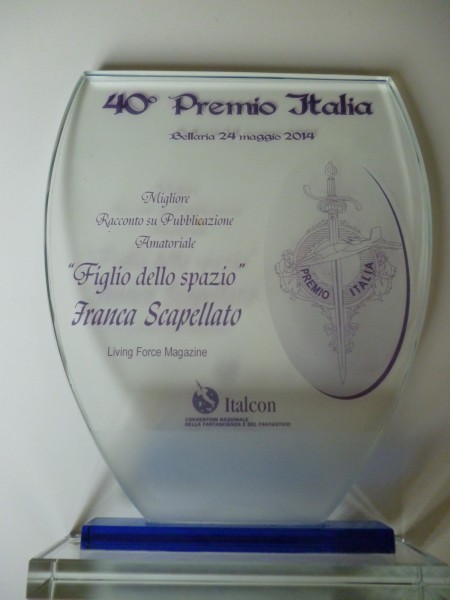 40° Premio Italia
Bellaria 24 maggio 2014
Migliore
Racconto su Pubblicazione
Amatoriale
"Figlio dello spazio"
Franca Scapellato
Living Force Magazine
PREMIO ITALIA
Italcon
CONVENTION NAZIONALE
DELLA FANTASCIENZA E DEL FANTASTICO